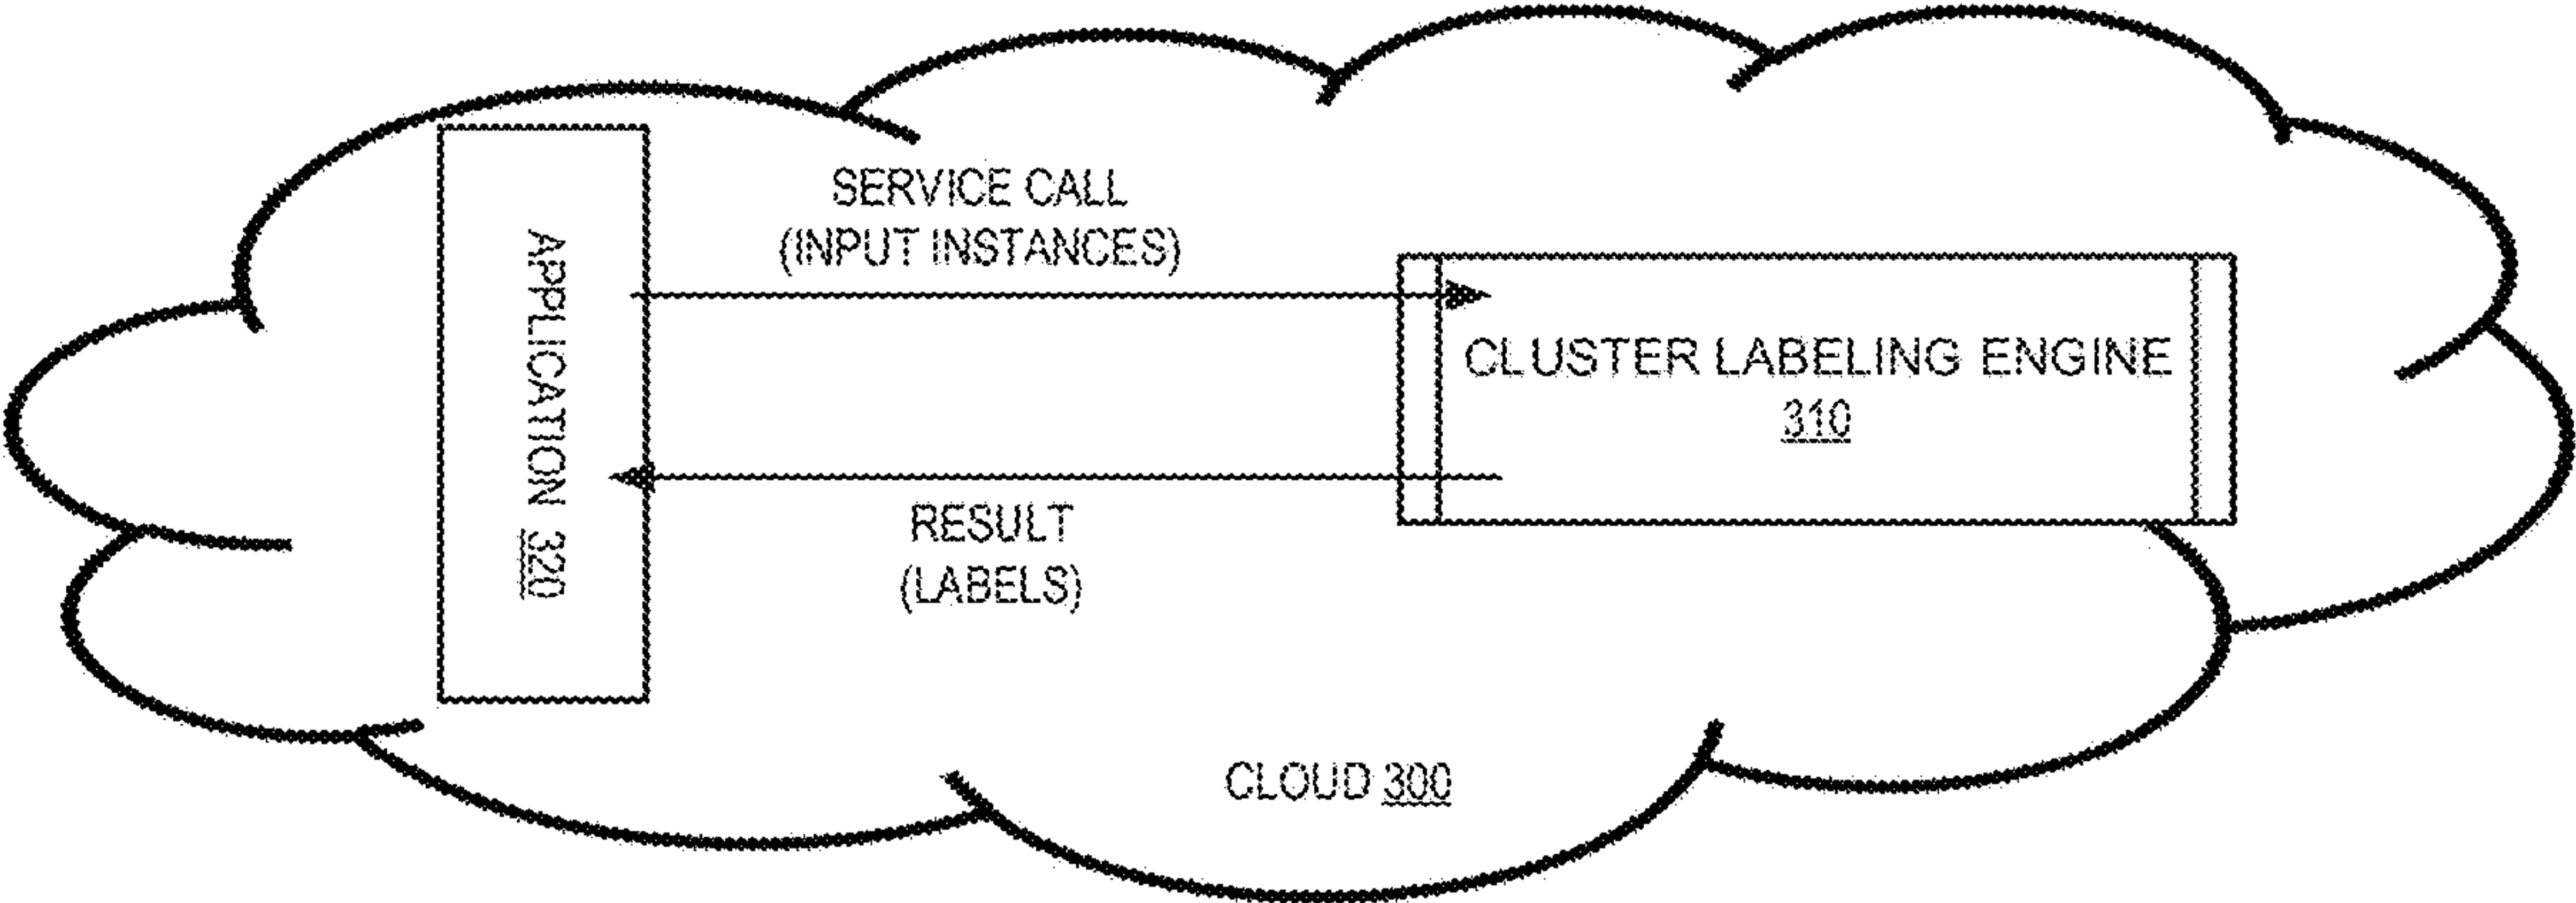 APPLICATION 320
SERVICE CALL
(INPUT INSTANCES)
CLUSTER LABELING ENGINE
310
RESULT
(LABELS)
CLOUD 300